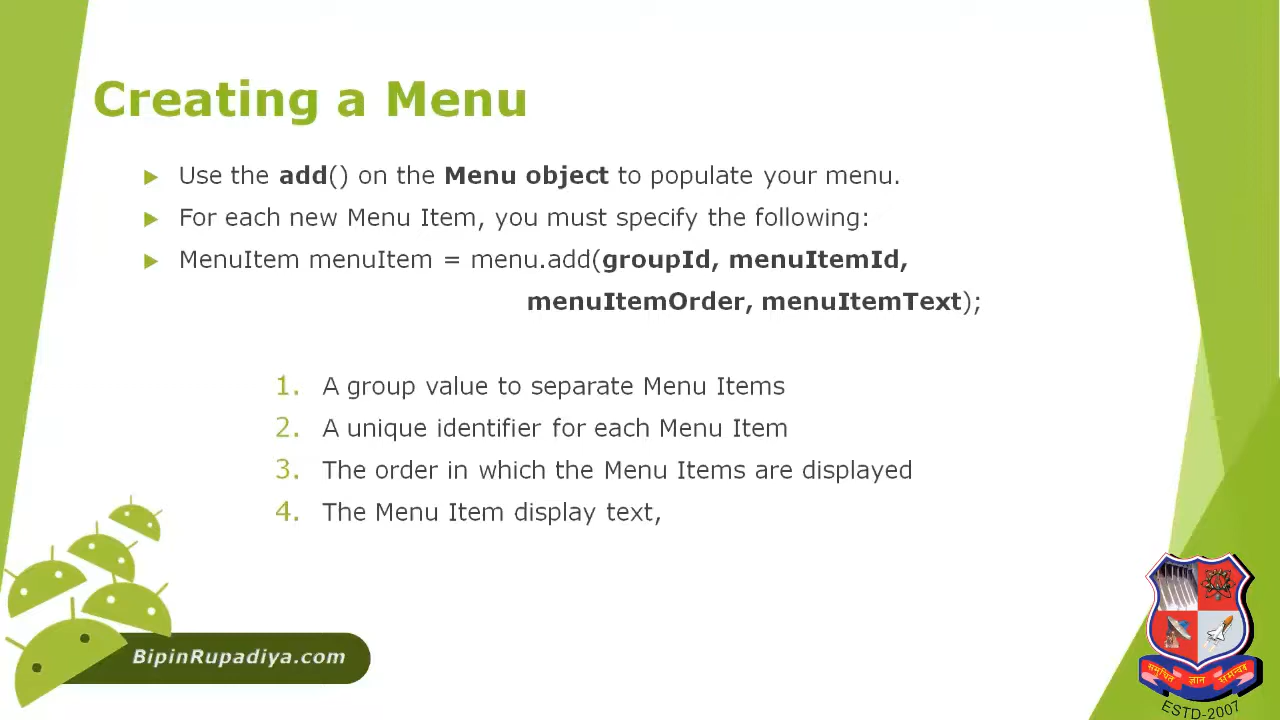 Creating a Menu
Use the add() on the Menu object to populate your menu.
For each new Menu Item, you must specify the following:
MenuItem menuItem = menu.add(groupId, menuItemId,
menuItemOrder, menuItemText);
1. A group value to separate Menu Items
2. A unique identifier for each Menu Item
3. The order in which the Menu Items are displayed
4. The Menu Item display text,
BipinRupadiya.com
समुचित ज्ञान समन्वय
ESTD-2007